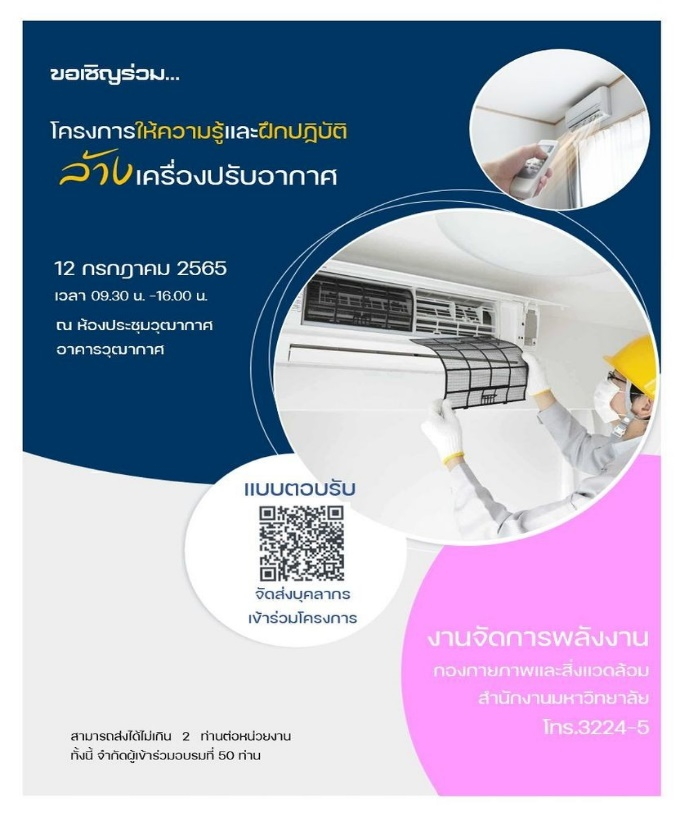 ขอเชิญร่วม...
โครงการให้ความรู้และฝึกปฎิบัติ
ล้างเครื่องปรับอากาศ
12 กรกฎาคม 2565
เวลา 09.30 น. -16.00 น.
ณ ห้องประชุมวุฒากาศ
อาคารวุฒากาศ
แบบตอบรับ
จัดส่งบุคลากร
เข้าร่วมโครงการ
งานจัดการพลังงาน
กองกายภาพและสิ่งแวดล้อม
สำนักงานมหาวิทยาลัย
โทร.3224-5
สามารถส่งได้ไม่เกิน 2 ท่านต่อหน่วยงาน
ทั้งนี้ จำกัดผู้เข้าร่วมอบรมที่ 50 ท่าน